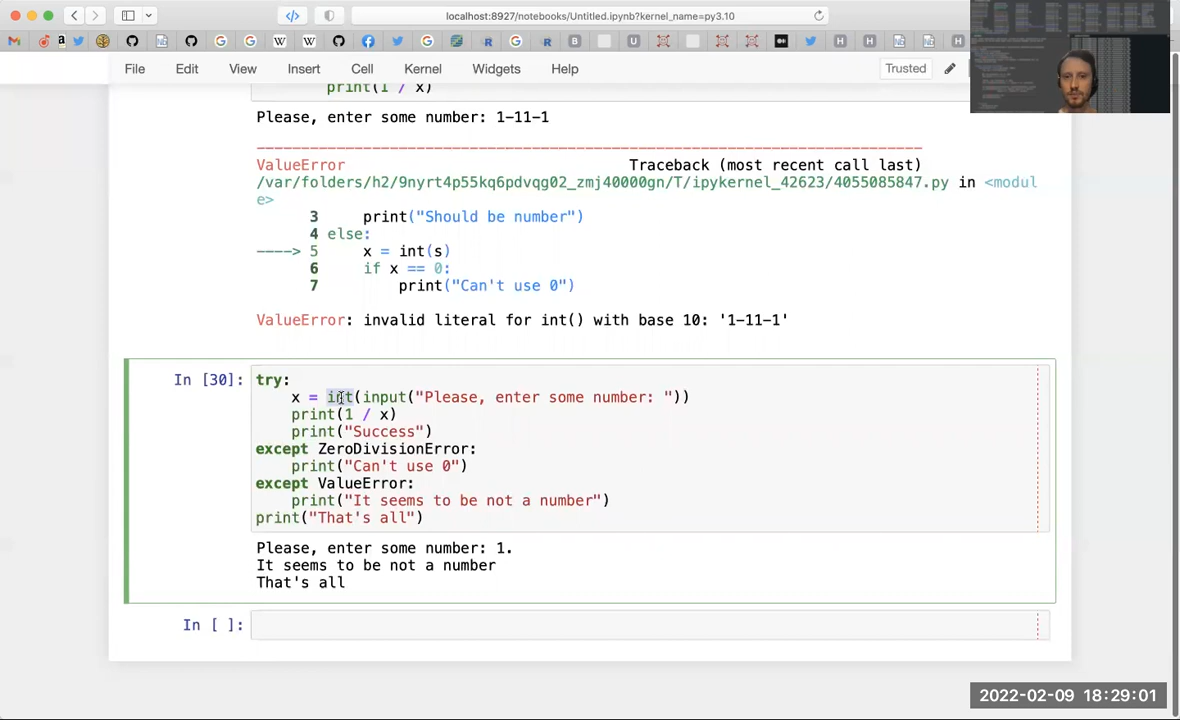 localhost:8927/notebooks/Untitled.ipynb?kernel_name=py3.10
File Edit View Insert Cell Kernel Widgets Help Trusted
print(1 / x)
Please, enter some number: 1-11-1
---------------------------------------------------------------------------
ValueError Traceback (most recent call last)
/var/folders/h2/9nyrt4p55kq6pdvqg02_zmj40000gn/T/ipykernel_42623/4055085847.py in <modul
e>
3 print("Should be number")
4 else:
----> 5 x = int(s)
6 if x == 0:
7 print("Can't use 0")
ValueError: invalid literal for int() with base 10: '1-11-1'
In [30]: try:
x = int(input("Please, enter some number: "))
print(1 / x)
print("Success")
except ZeroDivisionError:
print("Can't use 0")
except ValueError:
print("It seems to be not a number")
print("That's all")
Please, enter some number: 1.
It seems to be not a number
That's all
In [ ]:
2022-02-09 18:29:01